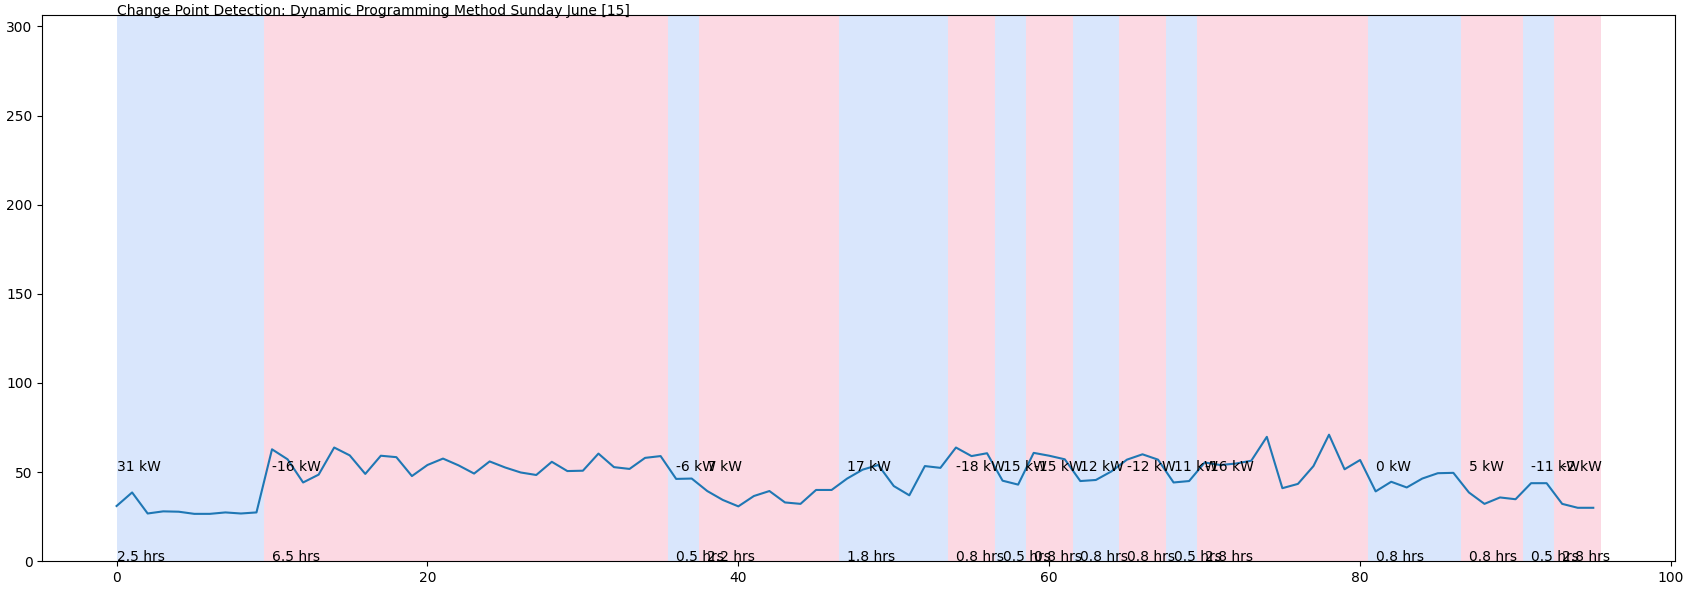 Change Point Detection: Dynamic Programming Method Sunday June [15]
300
250
200
150
100
50
0
31 kW
-16 kW
-6 kW
7 kW
17 kW
-18 kW
15 kW
-15 kW
12 kW
-12 kW
11 kW
-16 kW
0 kW
5 kW
-11 kW
-2 kW
2.5 hrs
6.5 hrs
0.5 hrs
2.2 hrs
1.8 hrs
0.8 hrs
0.5 hrs
0.8 hrs
0.8 hrs
0.8 hrs
0.5 hrs
2.8 hrs
0.8 hrs
0.8 hrs
0.5 hrs
2.8 hrs
0
20
40
60
80
100